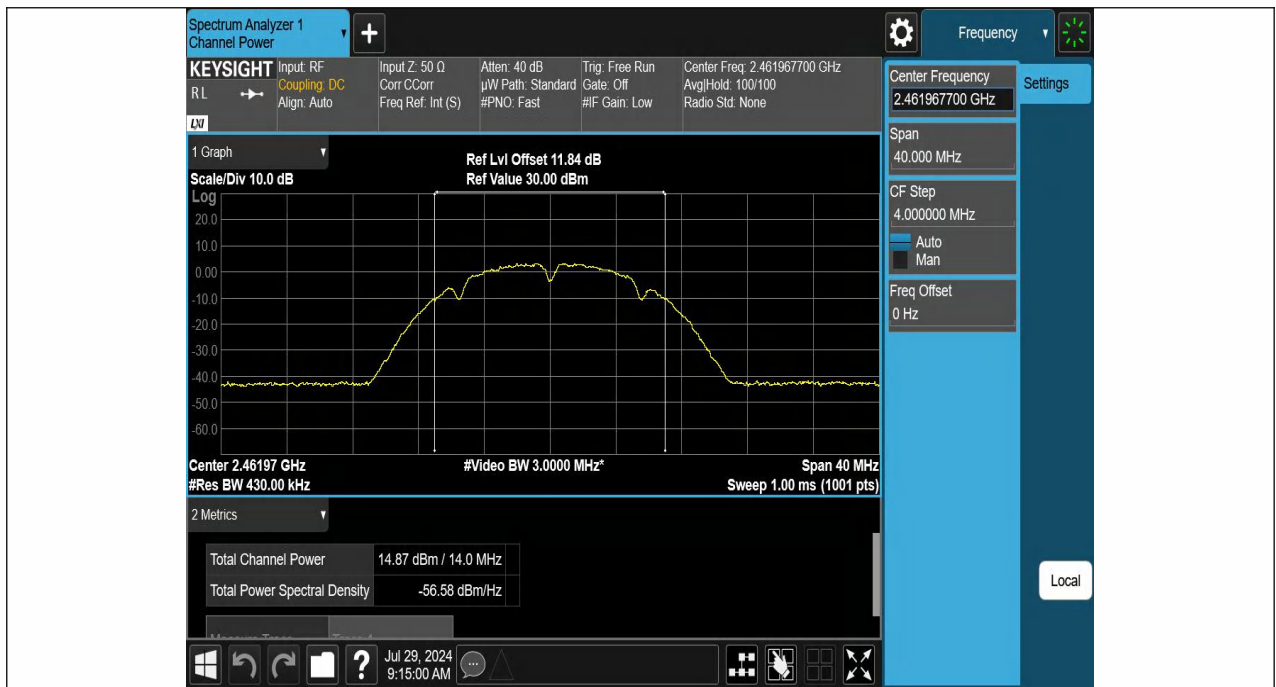 Spectrum Analyzer 1
Channel Power
+
Frequency
KEYSIGHT
RL
LXI
Input: RF
Coupling: DC
Align: Auto
Input Z: 50 Ω
Corr CCorr
Freq Ref: Int (S)
Atten: 40 dB
µW Path: Standard
#PNO: Fast
Trig: Free Run
Gate: Off
#IF Gain: Low
Center Freq: 2.461967700 GHz
Avg|Hold: 100/100
Radio Std: None
Center Frequency
2.461967700 GHz
Settings
Span
40.000 MHz
CF Step
4.000000 MHz
Auto
Man
Freq Offset
0 Hz
Local
1 Graph
Scale/Div 10.0 dB
Ref Lvl Offset 11.84 dB
Ref Value 30.00 dBm
Log
20.0
10.0
0.00
-10.0
-20.0
-30.0
-40.0
-50.0
-60.0
Center 2.46197 GHz
#Video BW 3.0000 MHz*
Span 40 MHz
#Res BW 430.00 kHz
Sweep 1.00 ms (1001 pts)
2 Metrics
Total Channel Power 14.87 dBm / 14.0 MHz
Total Power Spectral Density -56.58 dBm/Hz
?
Jul 29, 2024
9:15:00 AM